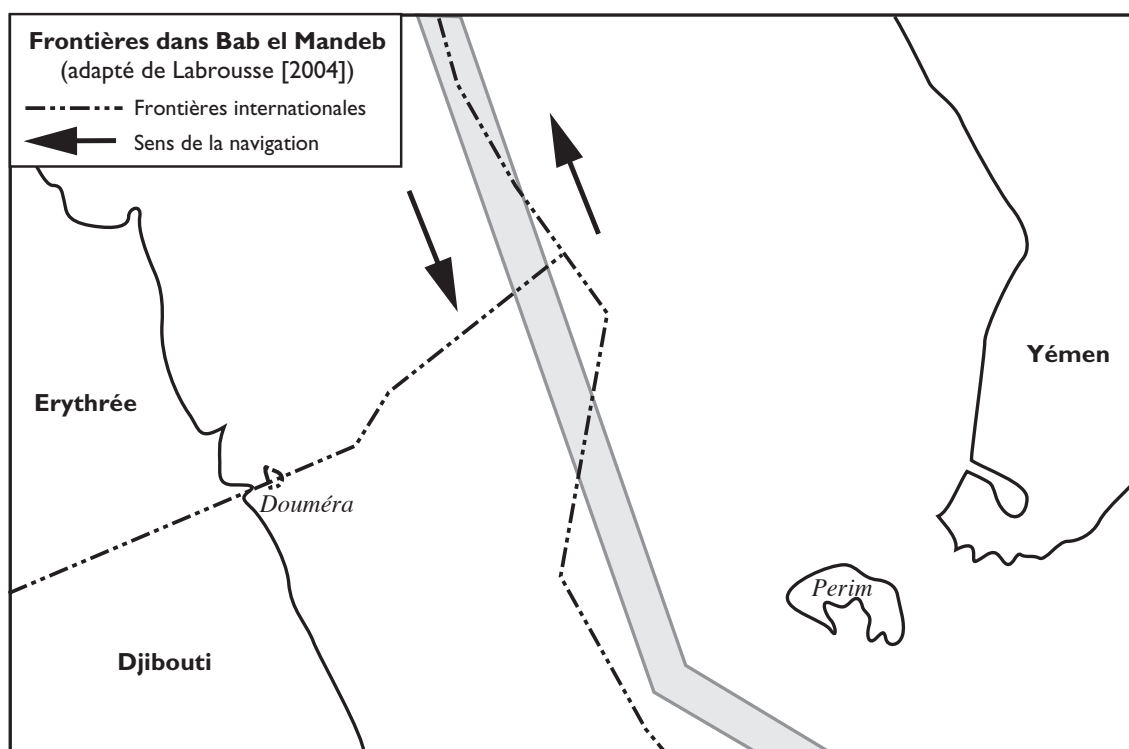 Frontières dans Bab el Mandeb
(adapté de Labrousse [2004])
Frontières internationales
Sens de la navigation
Yémen
Erythrée
Douméra
Perim
Djibouti